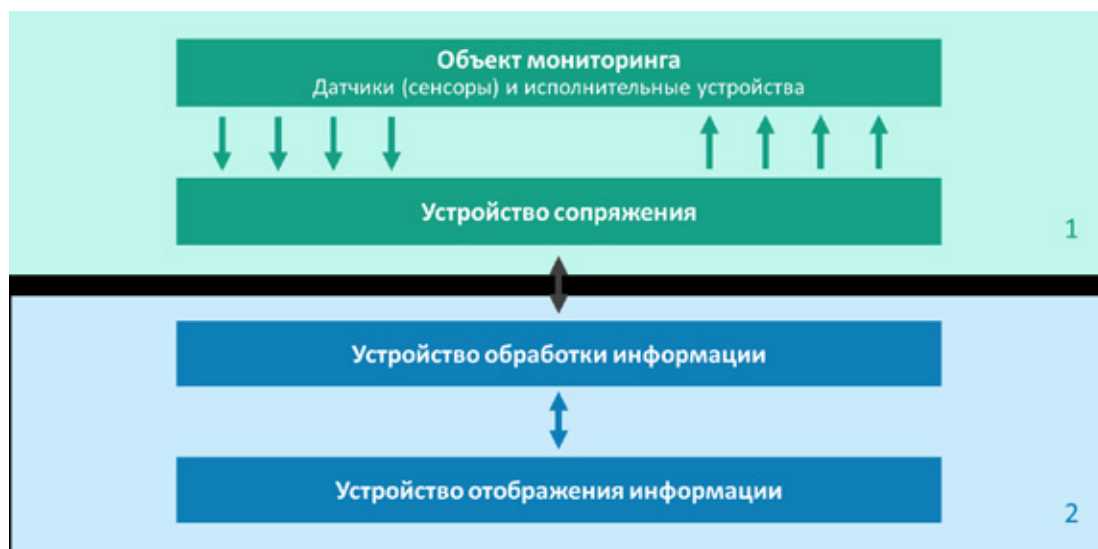 Объект мониторинга
Датчики (сенсоры) и исполнительные устройства
Устройство сопряжения
1
Устройство обработки информации
Устройство отображения информации
2